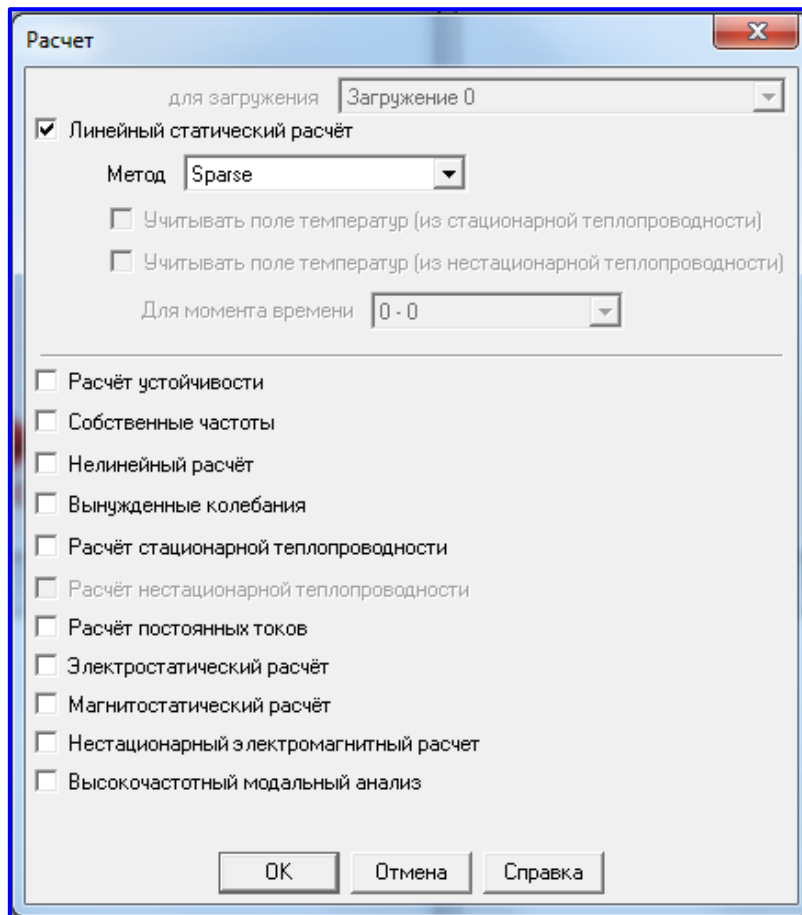 Расчет
для загружения Загружение 0
Линейный статический расчёт
Метод Sparse
Учитывать поле температур (из стационарной теплопроводности)
Учитывать поле температур (из нестационарной теплопроводности)
Для момента времени 0 - 0
Расчёт устойчивости
Собственные частоты
Нелинейный расчёт
Вынужденные колебания
Расчёт стационарной теплопроводности
Расчёт нестационарной теплопроводности
Расчёт постоянных токов
Электростатический расчёт
Магнитостатический расчёт
Нестационарный электромагнитный расчет
Высокочастотный модальный анализ
OK Отмена Справка